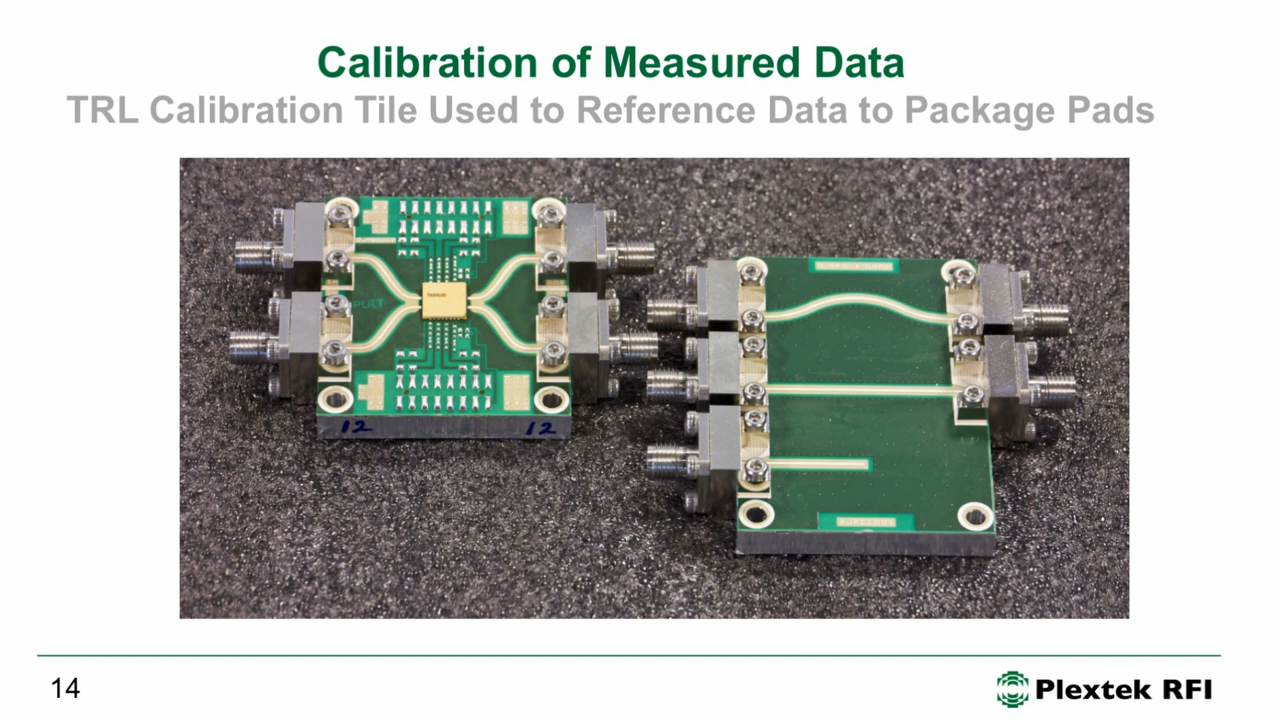 Calibration of Measured Data
TRL Calibration Tile Used to Reference Data to Package Pads
12 12
14
Plextek RFI